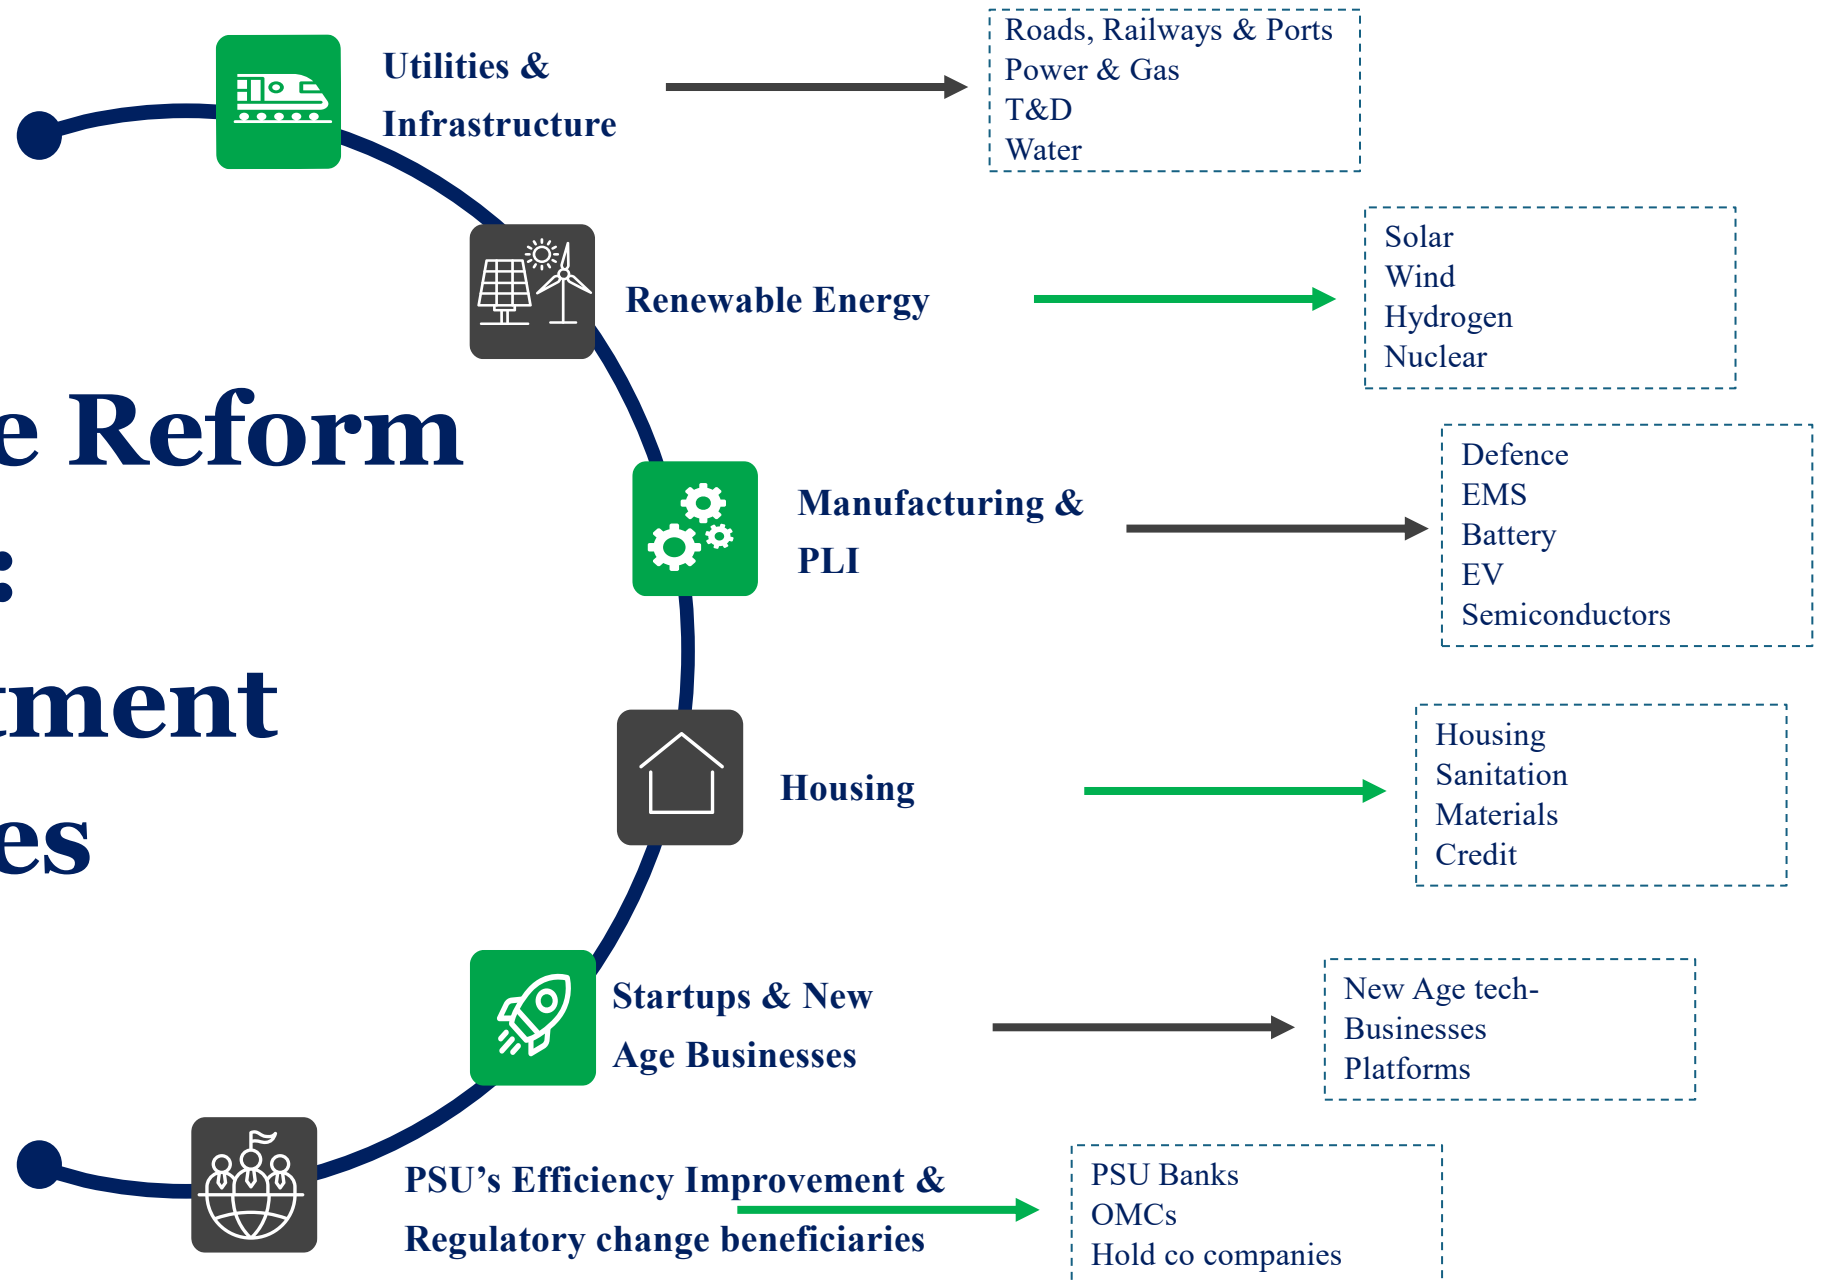 Utilities &
Infrastructure
Roads, Railways & Ports
Power & Gas
T&D
Water
Renewable Energy
Solar
Wind
Hydrogen
Nuclear
Reform
:
Manufacturing &
PLI
Defence
EMS
Battery
EV
Semiconductors
Housing
Housing
Sanitation
Materials
Credit
Startups & New
Age Businesses
New Age tech-
Businesses
Platforms
PSU’s Efficiency Improvement &
Regulatory change beneficiaries
PSU Banks
OMCs
Hold co companies